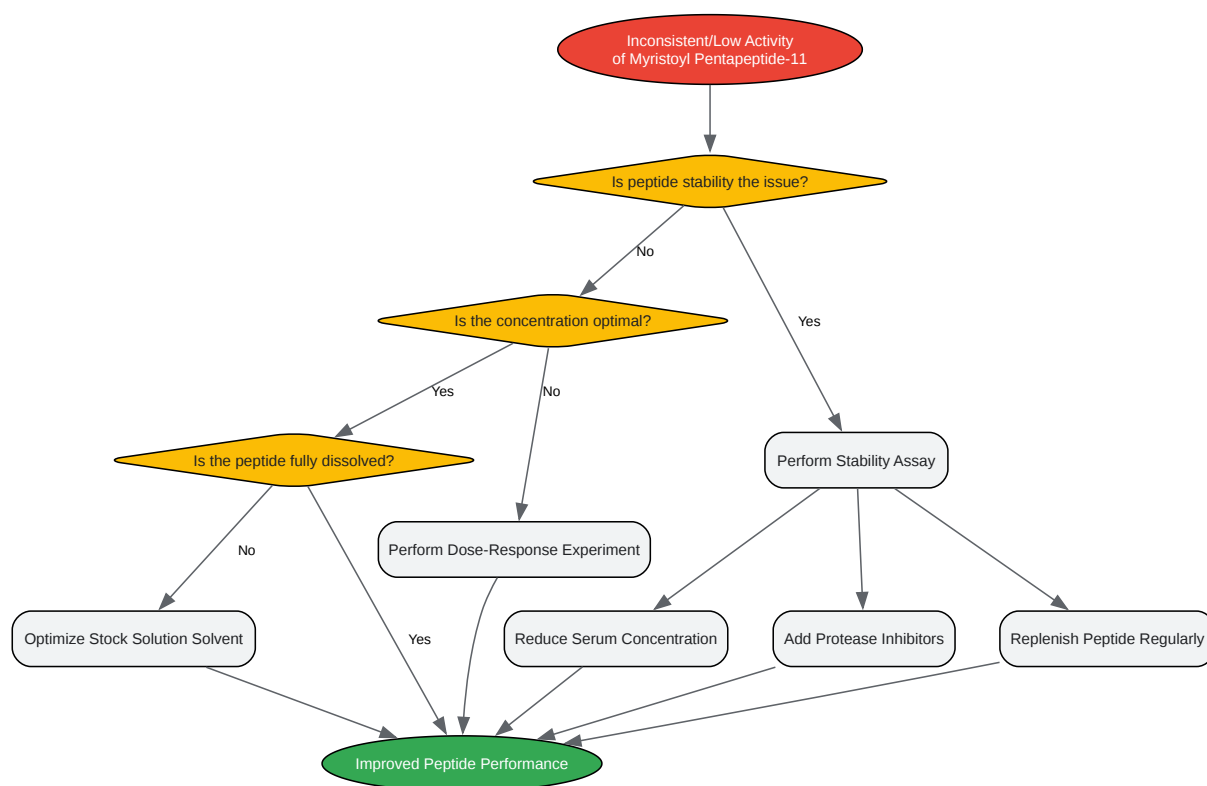 Inconsistent/Low Activity
of Myristoyl Pentapeptide-11
Is peptide stability the issue?
No
Is the concentration optimal?
Yes
Yes
No
Is the peptide fully dissolved?
Perform Stability Assay
No
Perform Dose-Response Experiment
Optimize Stock Solution Solvent
Yes
Reduce Serum Concentration
Add Protease Inhibitors
Replenish Peptide Regularly
Improved Peptide Performance